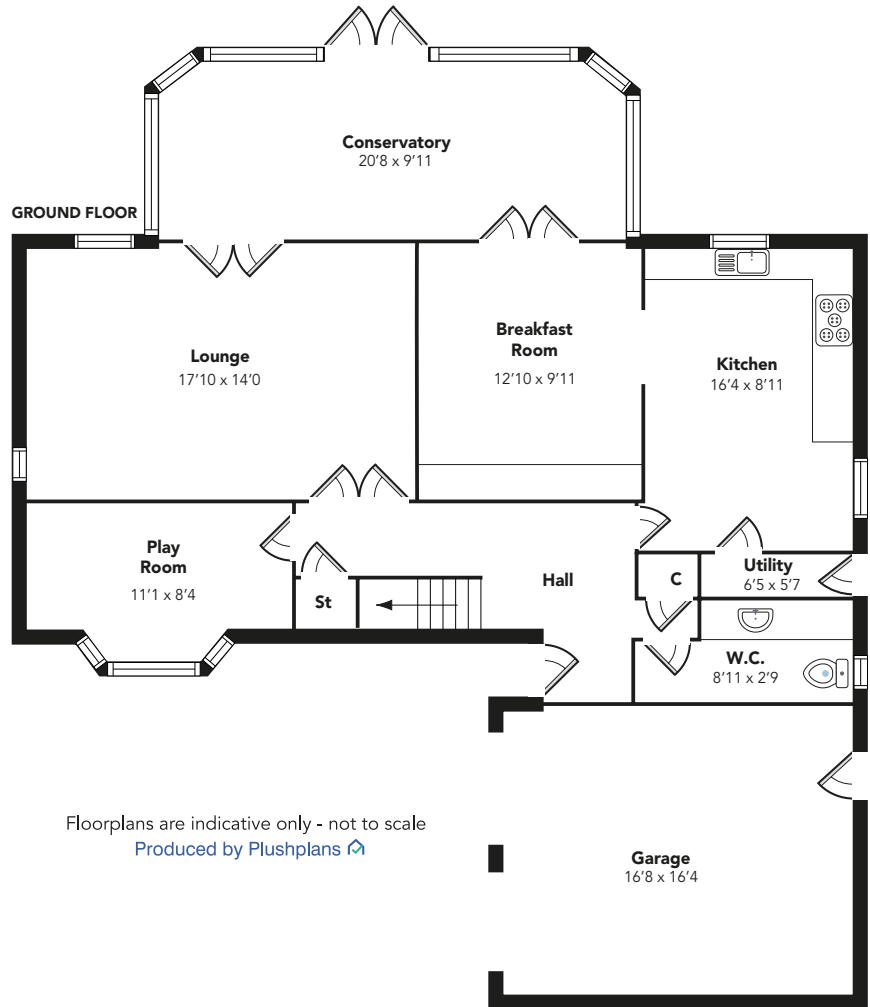 Conservatory
20’8 x 9’11
GROUND FLOOR
Lounge
17’10 x 14’0
Breakfast
Room
12’10 x 9’11
Kitchen
16’4 x 8’11
Play
Room
11’1 x 8’4
St
Hall
C
Utility
6’5 x 5’7
W.C.
8’11 x 2’9
Floorplans are indicative only - not to scale
Produced by Plushplans
Garage
16’8 x 16’4